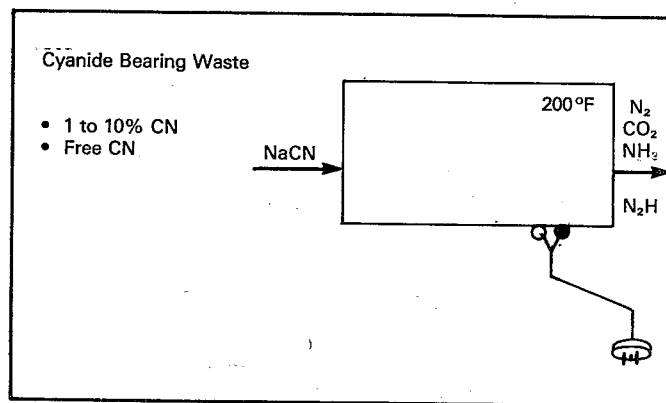 Cyanide Bearing Waste
• 1 to 10% CN
• Free CN
NaCN
200°F
N₂
CO₂
NH₃
N₂H